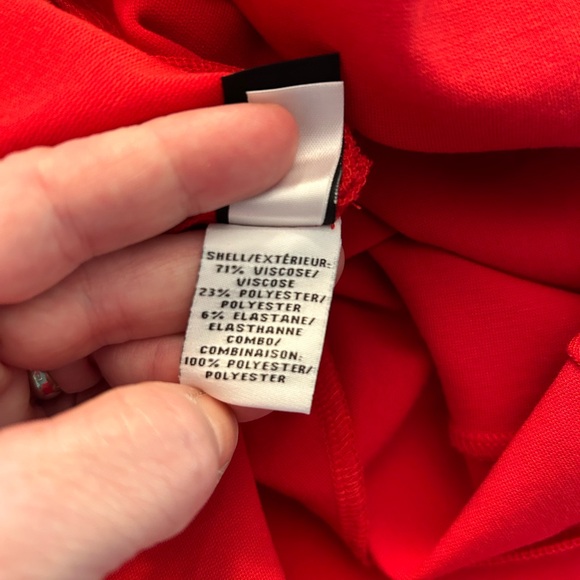 SHELL/EXTÉRIEUR:
71% VISCOSE/
VISCOSE
23% POLYESTER/
POLYESTER
6% ELASTANE/
ELASTHANNE
COMBO/
COMBINAISON:
100% POLYESTER/
POLYESTER